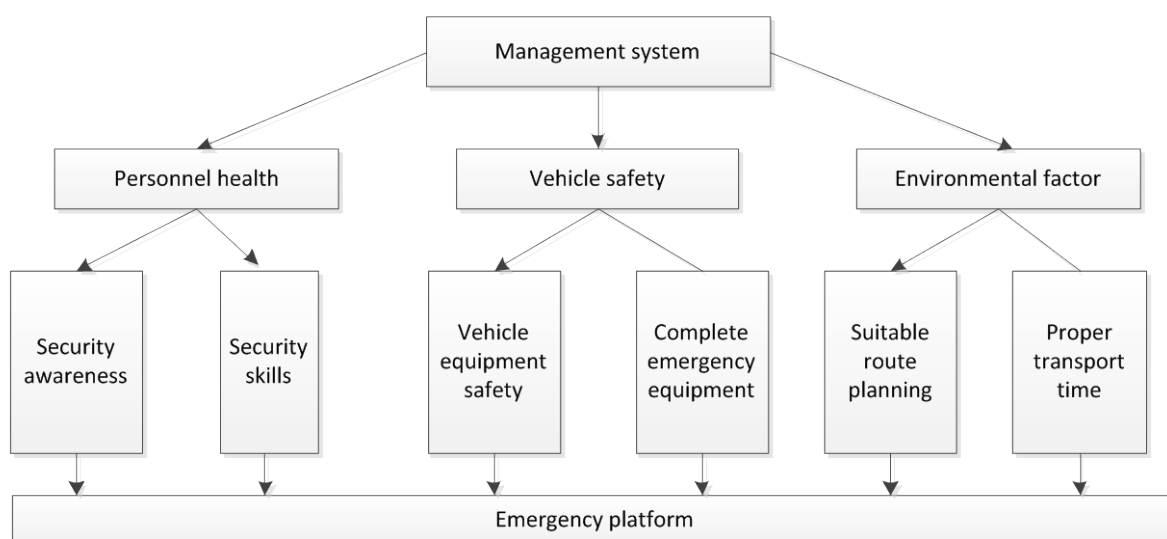 Management system
Personnel health
Vehicle safety
Environmental factor
Security
awareness
Security
skills
Vehicle
equipment
safety
Complete
emergency
equipment
Suitable
route
planning
Proper
transport
time
Emergency platform